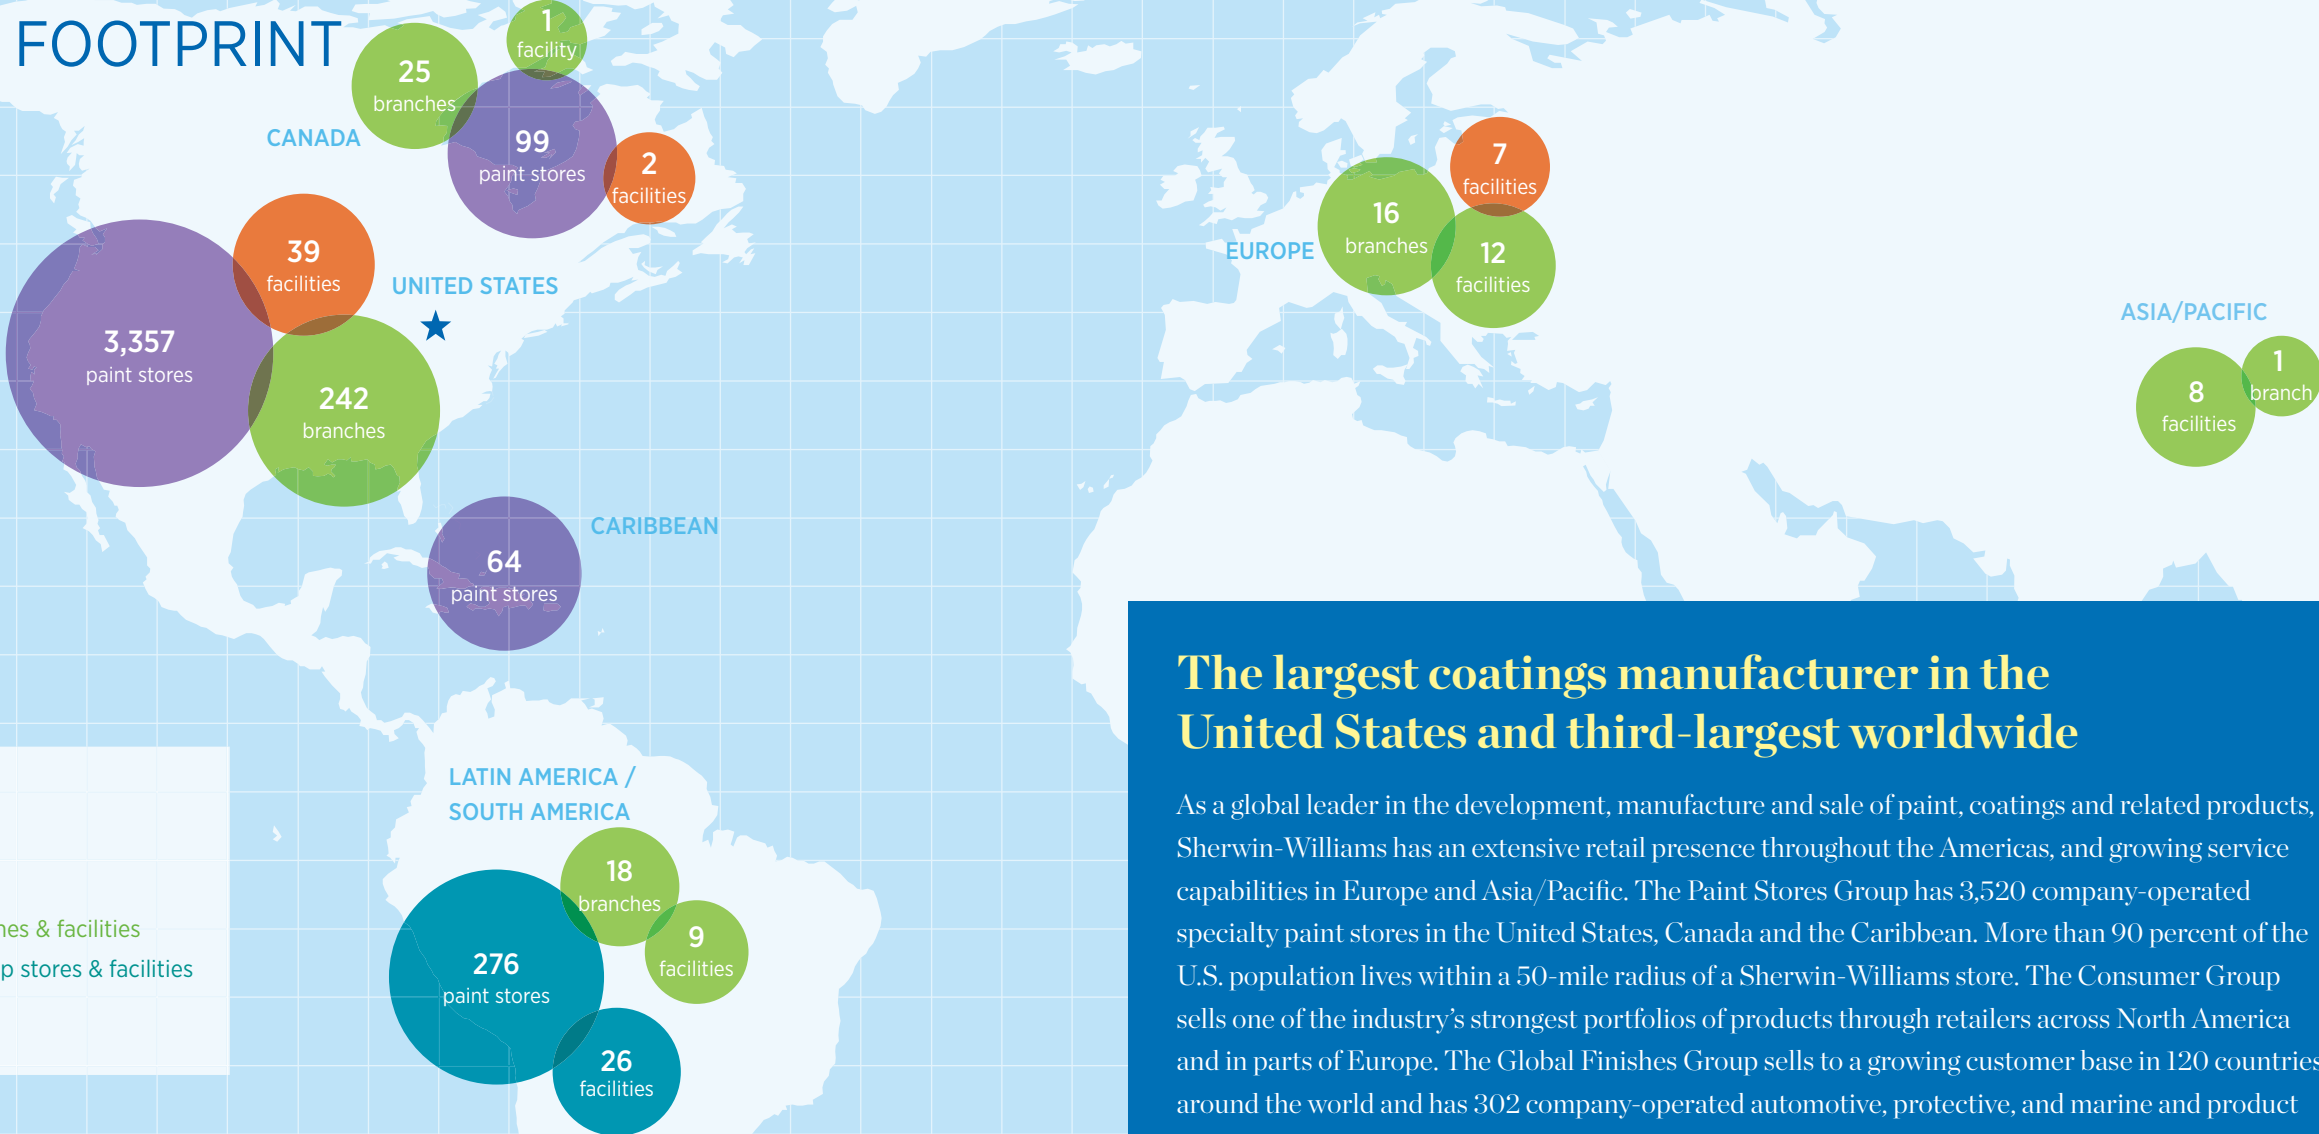 FOOTPRINT
1
facility
25
branches
CANADA
99
paint stores
2
facilities
39
facilities
UNITED STATES
3,357
paint stores
242
branches
CARIBBEAN
64
paint stores
7
facilities
16
branches
EUROPE
12
facilities
ASIA/PACIFIC
1
branch
8
facilities
LATIN AMERICA /
SOUTH AMERICA
18
branches
9
facilities
276
paint stores
26
facilities
& facilities
stores & facilities
The largest coatings manufacturer in the
United States and third-largest worldwide
As a global leader in the development, manufacture and sale of paint, coatings and related products,
Sherwin-Williams has an extensive retail presence throughout the Americas, and growing service
capabilities in Europe and Asia/Pacific. The Paint Stores Group has 3,520 company-operated
specialty paint stores in the United States, Canada and the Caribbean. More than 90 percent of the
U.S. population lives within a 50-mile radius of a Sherwin-Williams store. The Consumer Group
sells one of the industry's strongest portfolios of products through retailers across North America
and in parts of Europe. The Global Finishes Group sells to a growing customer base in 120 countries
around the world and has 302 company-operated automotive, protective, and marine and product